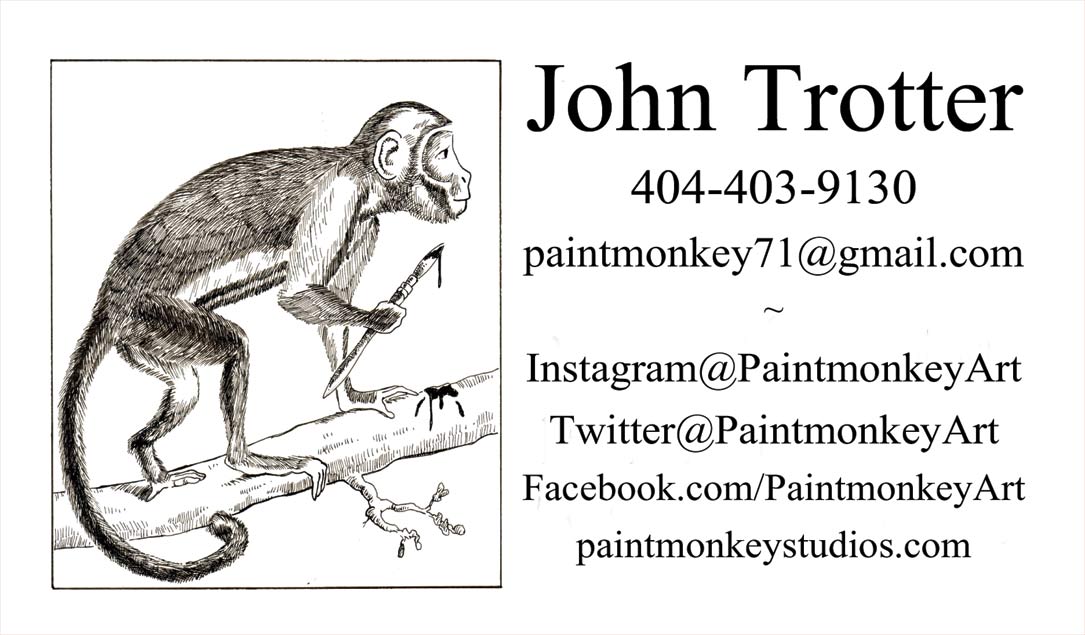 John Trotter
404-403-9130
paintmonkey71@gmail.com
~
Instagram@PaintmonkeyArt
Twitter@PaintmonkeyArt
Facebook.com/PaintmonkeyArt
paintmonkeystudios.com